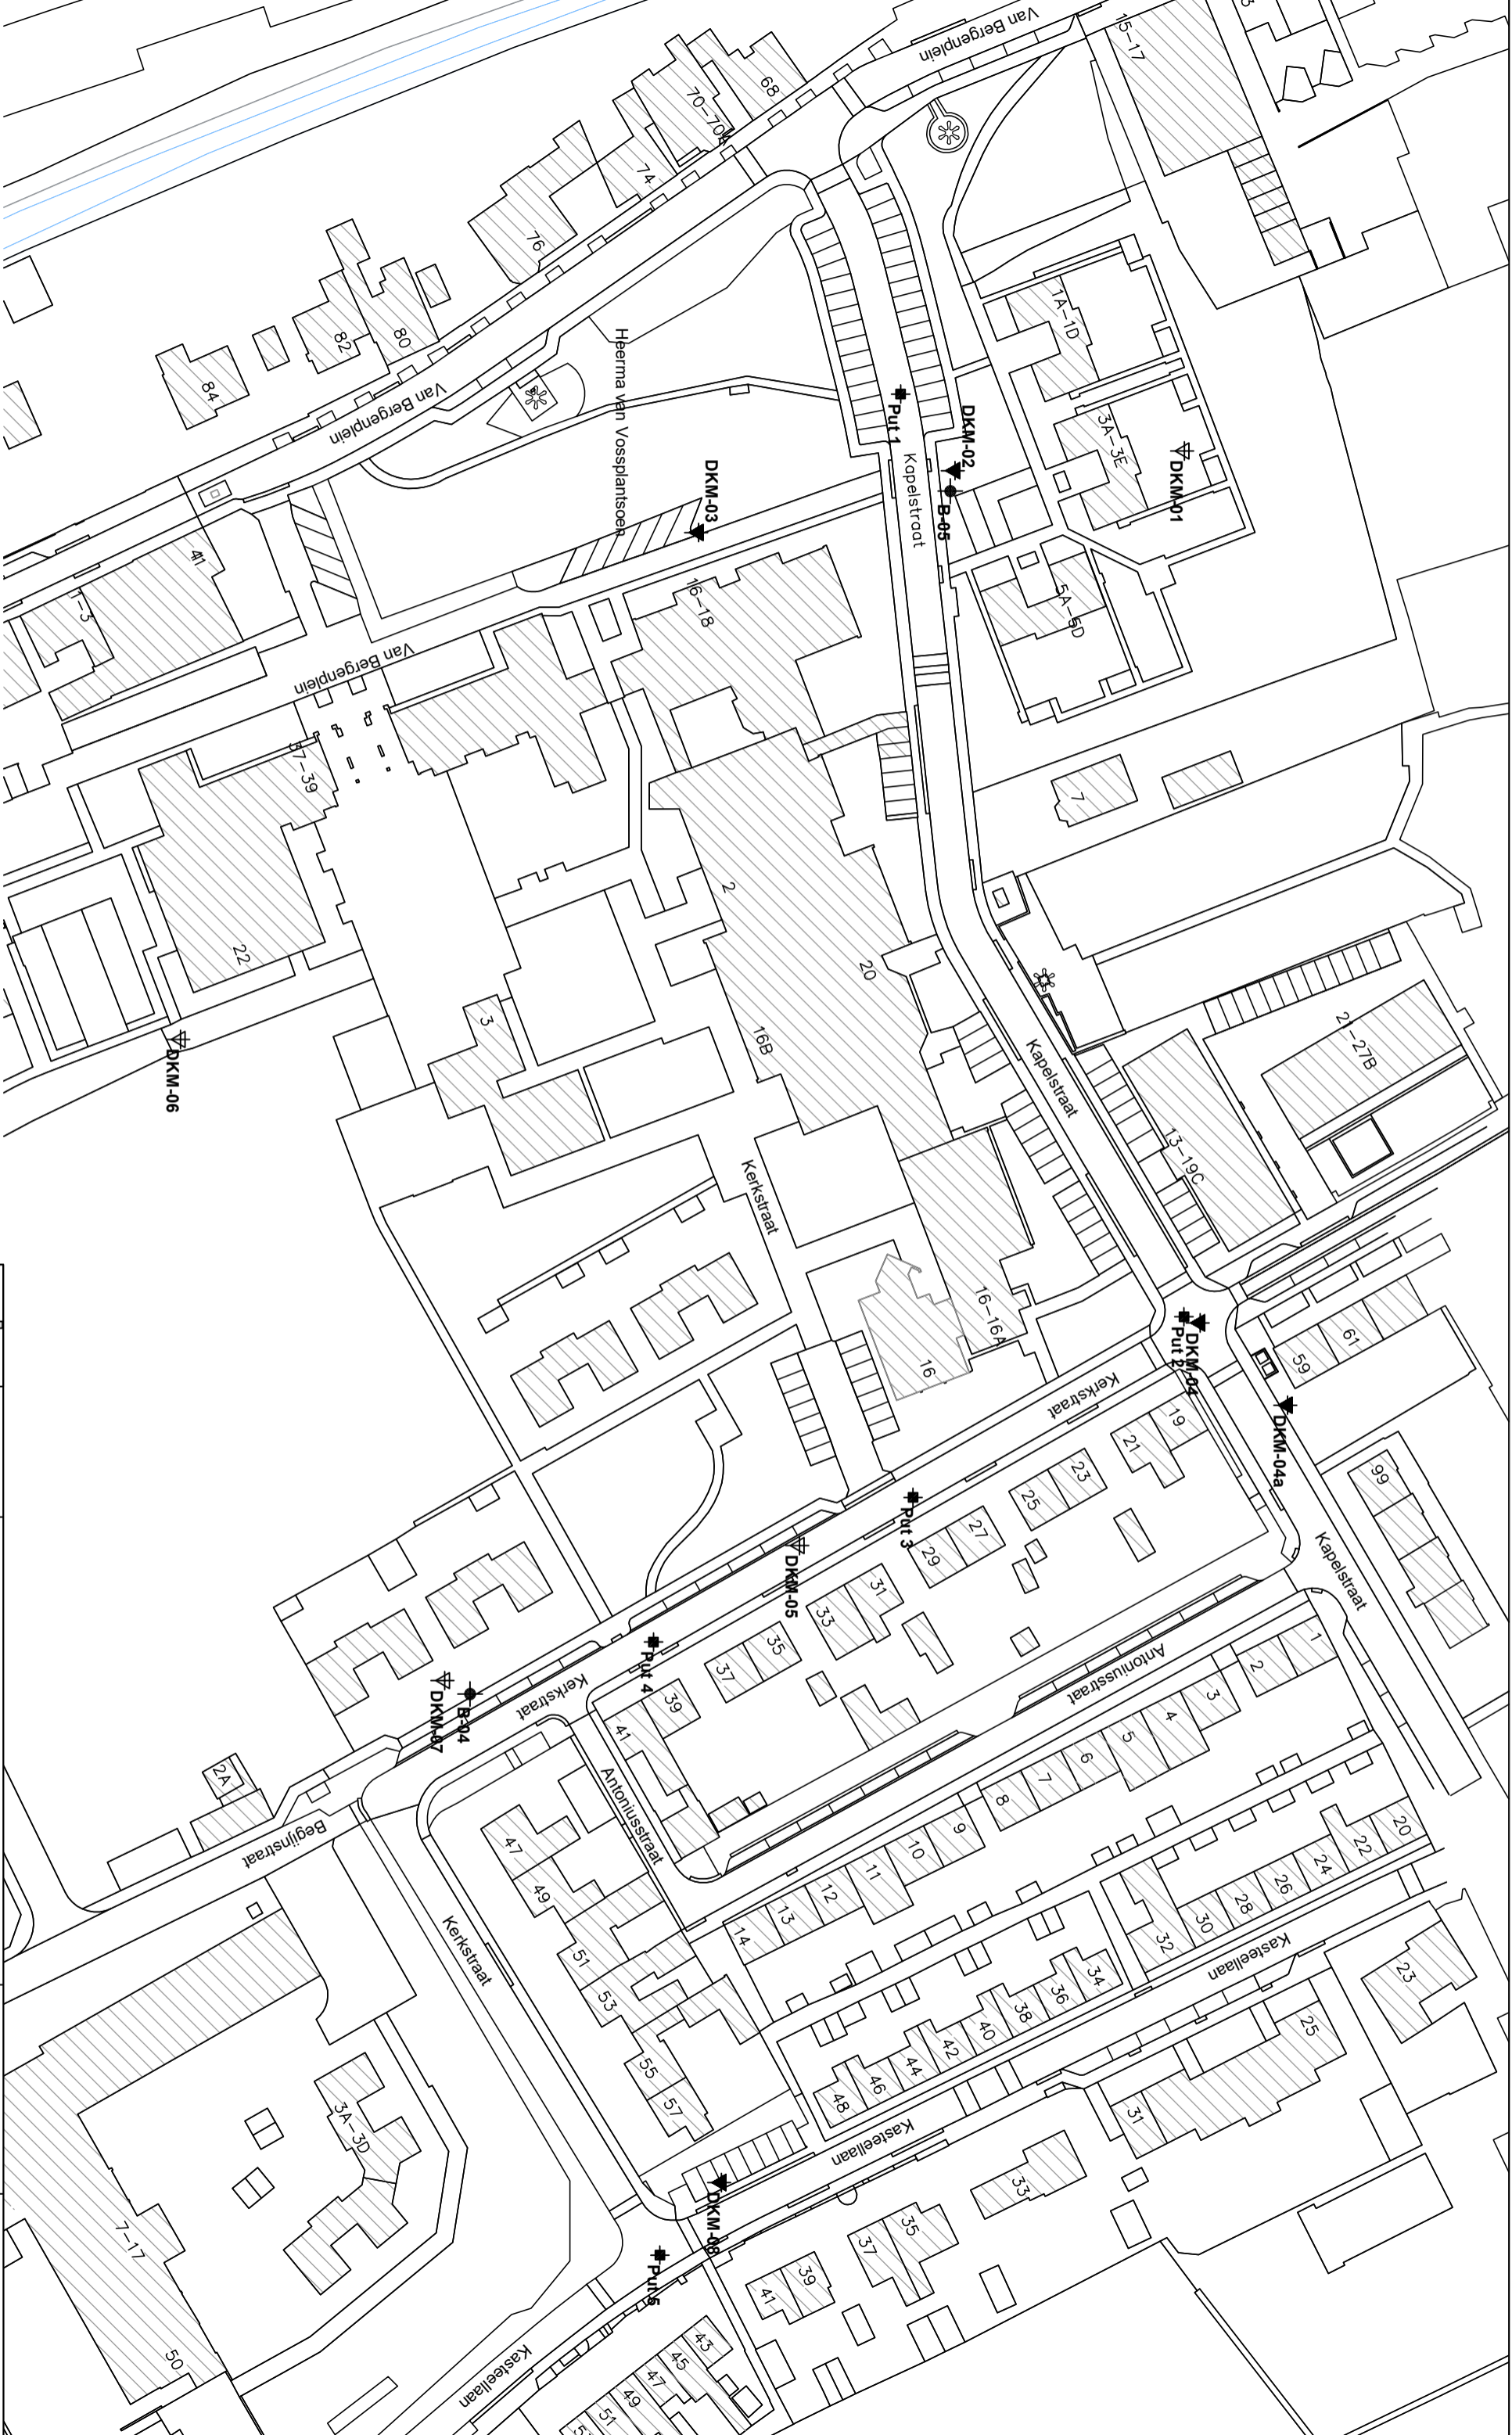 Van Bergenplein
15-17
68
70-70A
74
76
80
82
84
Van Bergenplein
Heerma van Vossplantsoen
1A-1D
3A-3E
5A-5D
DKM-01
DKM-02
B-05
Put 1
Kapelstraat
DKM-03
16-18
41
1-3
Van Bergenplein
37-39
22
DKM-06
7
2
20
16B
3
Kerkstraat
Kapelstraat
21-27B
13-19C
16-16A
16
DKM-04
Put 2
DKM-04a
59
61
99
Kapelstraat
Kerkstraat
19
21
23
25
27
29
31
33
35
37
39
41
Put 3
DKM-05
Put 4
Kerkstraat
B-04
DKM-07
2A
Begijnstraat
Antoniusstraat
Antoniusstraat
1
2
3
4
5
6
7
8
9
10
11
12
13
14
47
49
51
53
55
57
Kerkstraat
20
22
24
26
28
30
32
34
36
38
40
42
44
46
48
Kasteellaan
Kasteellaan
23
25
31
33
35
37
39
41
43
45
47
49
51
DKM-08
Put 5
Kasteellaan
3A-3D
7-17
50